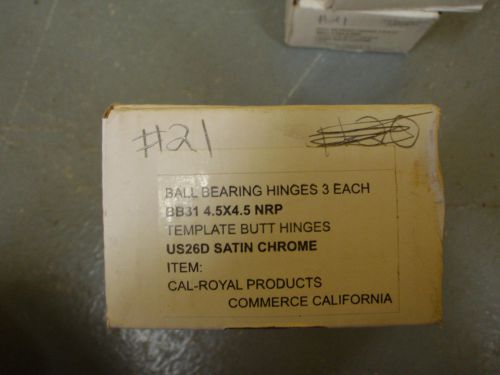 #21
BALL BEARING HINGES 3 EACH
BB31 4.5X4.5 NRP
TEMPLATE BUTT HINGES
US26D SATIN CHROME
ITEM:
CAL-ROYAL PRODUCTS
COMMERCE CALIFORNIA